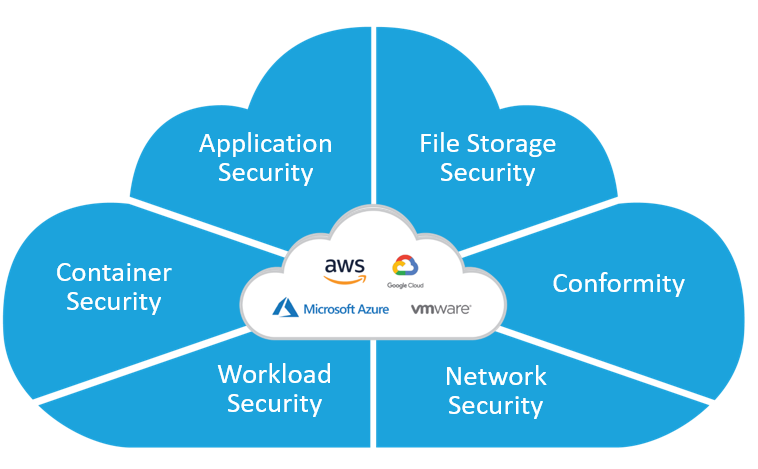 Application
Security
File Storage
Security
Container
Security
aws
Google Cloud
Microsoft Azure
vmware®
Conformity
Workload
Security
Network
Security